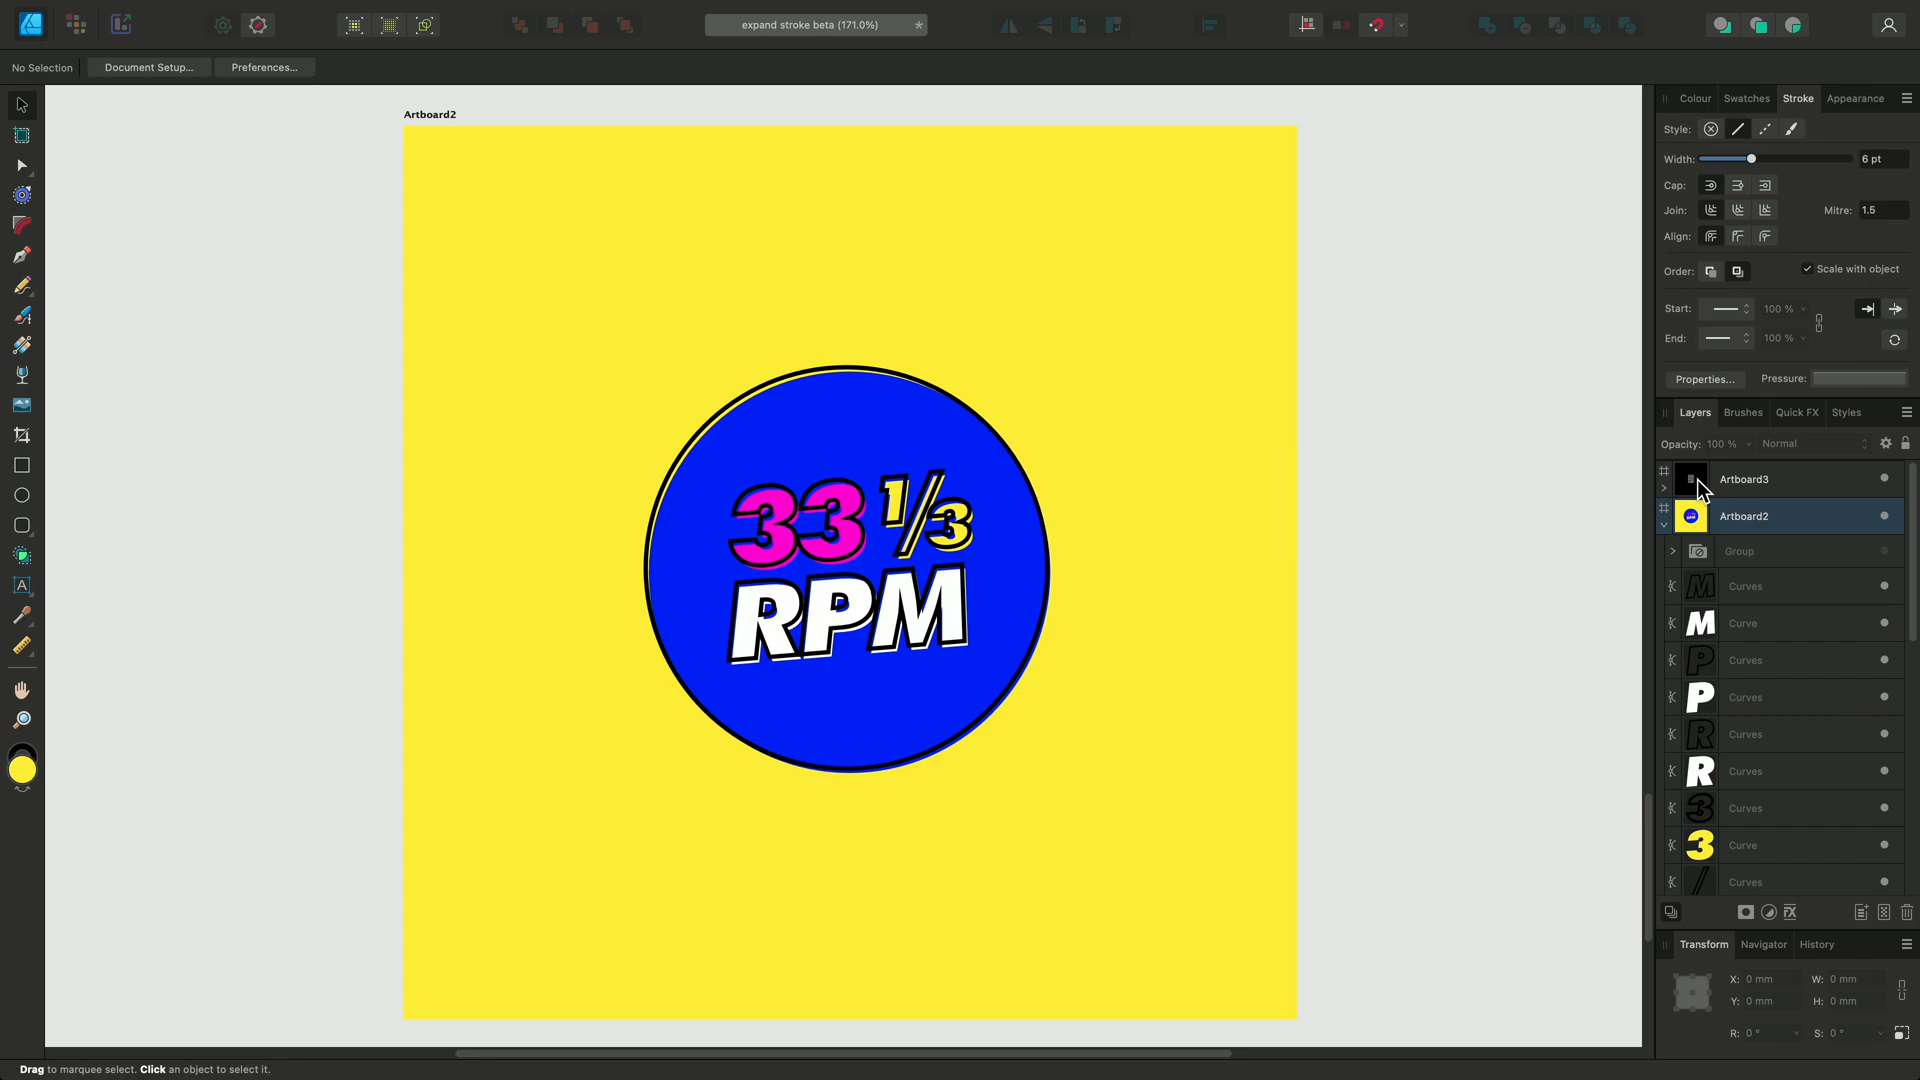 expand stroke beta (171.0%)
*
No Selection
Document Setup...
Preferences...
Colour
Swatches
Stroke
Appearance
Style:
Width:
6 pt
Cap:
Join:
Mitre:
1.5
Align:
Order:
Scale with object
Start:
100 %
End:
100 %
Properties...
Pressure:
Layers
Brushes
Quick FX
Styles
Opacity:
100 %
Normal
Artboard3
Artboard2
Group
M
Curves
M
Curve
P
Curves
P
Curves
R
Curves
R
Curves
3
Curves
3
Curve
/
Curves
Transform
Navigator
History
X: 0 mm
W: 0 mm
Y: 0 mm
H: 0 mm
R: 0 °
S: 0 °
Artboard2
33 1/3
RPM
A
Drag to marquee select. Click an object to select it.